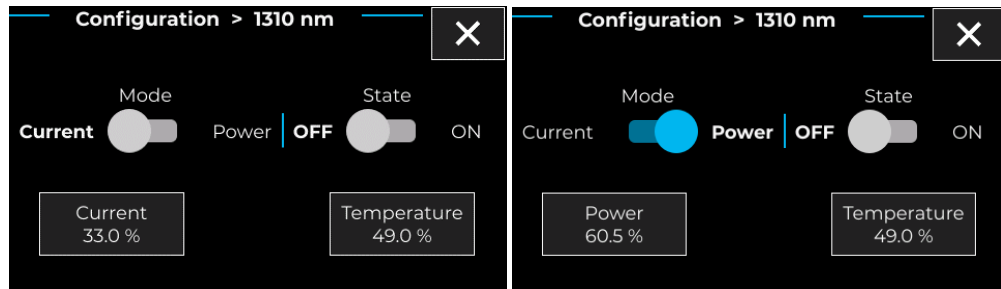 Configuration > 1310 nm
Mode
State
Current
Power
OFF
ON
Current
33.0 %
Temperature
49.0 %
Configuration > 1310 nm
Mode
State
Current
Power
OFF
ON
Power
60.5 %
Temperature
49.0 %